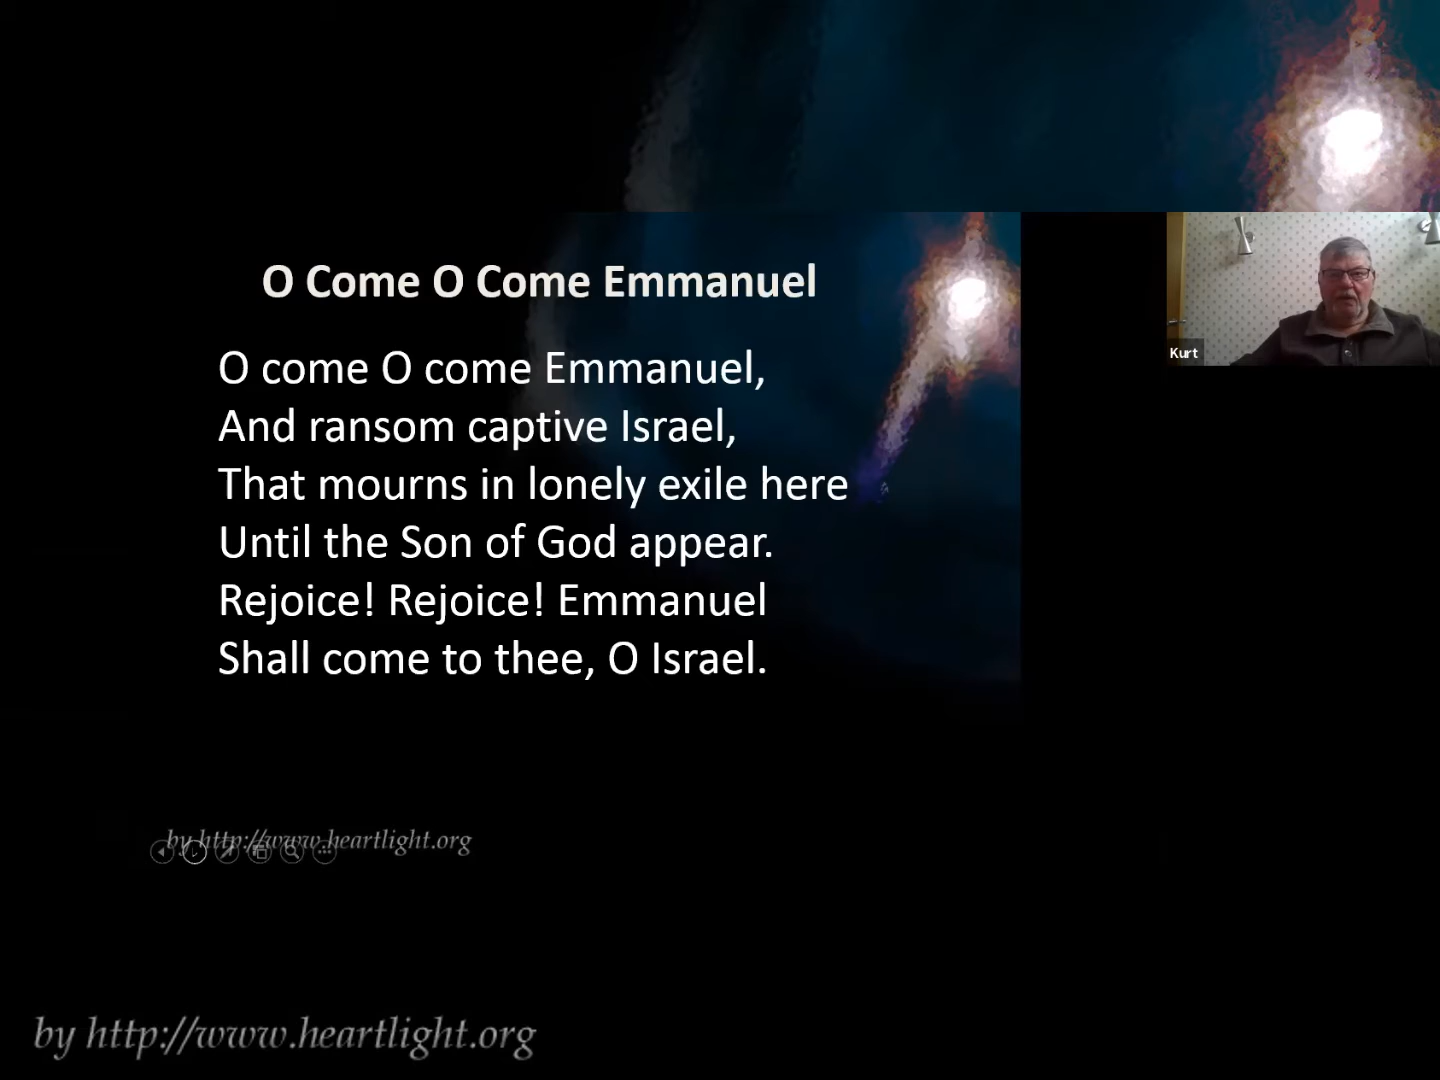 O Come O Come Emmanuel
O come O come Emmanuel,
And ransom captive Israel,
That mourns in lonely exile here
Until the Son of God appear.
Rejoice! Rejoice! Emmanuel
Shall come to thee, O Israel.
Kurt
by http://www.heartlight.org
by http://www.heartlight.org